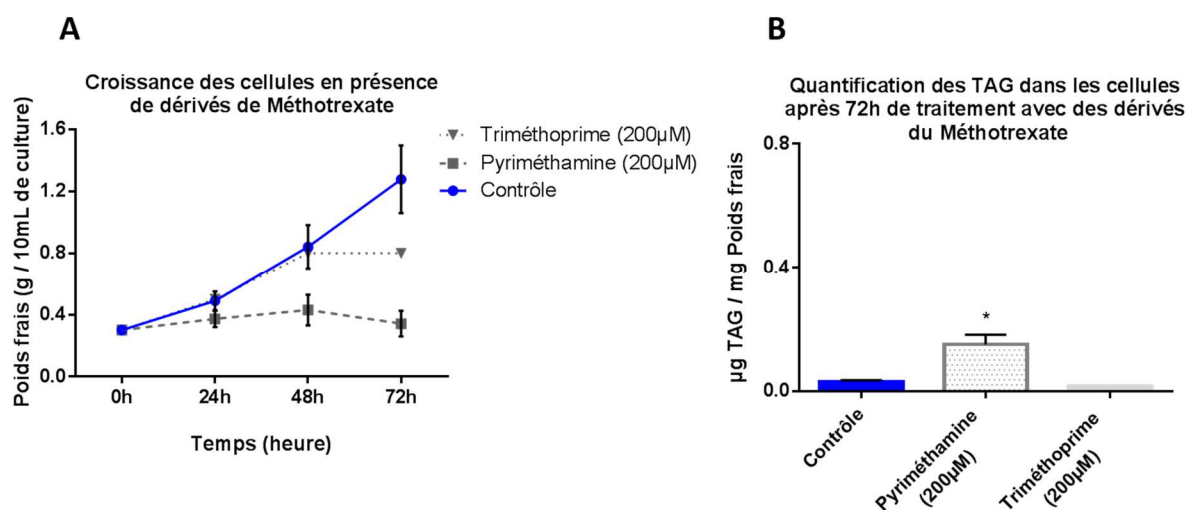 A
Croissance des cellules en présence
de dérivés de Méthotrexate
Poids frais (g / 10mL de culture)
1.6
1.2
0.8
0.4
0.0
0h
24h
48h
72h
Temps (heure)
Triméthoprime (200µM)
Pyriméthamine (200µM)
Contrôle
B
Quantification des TAG dans les cellules
après 72h de traitement avec des dérivés
du Méthotrexate
µg TAG / mg Poids frais
0.8
0.4
0.0
*
Contrôle
Pyriméthamine
(200µM)
Triméthoprime
(200µM)